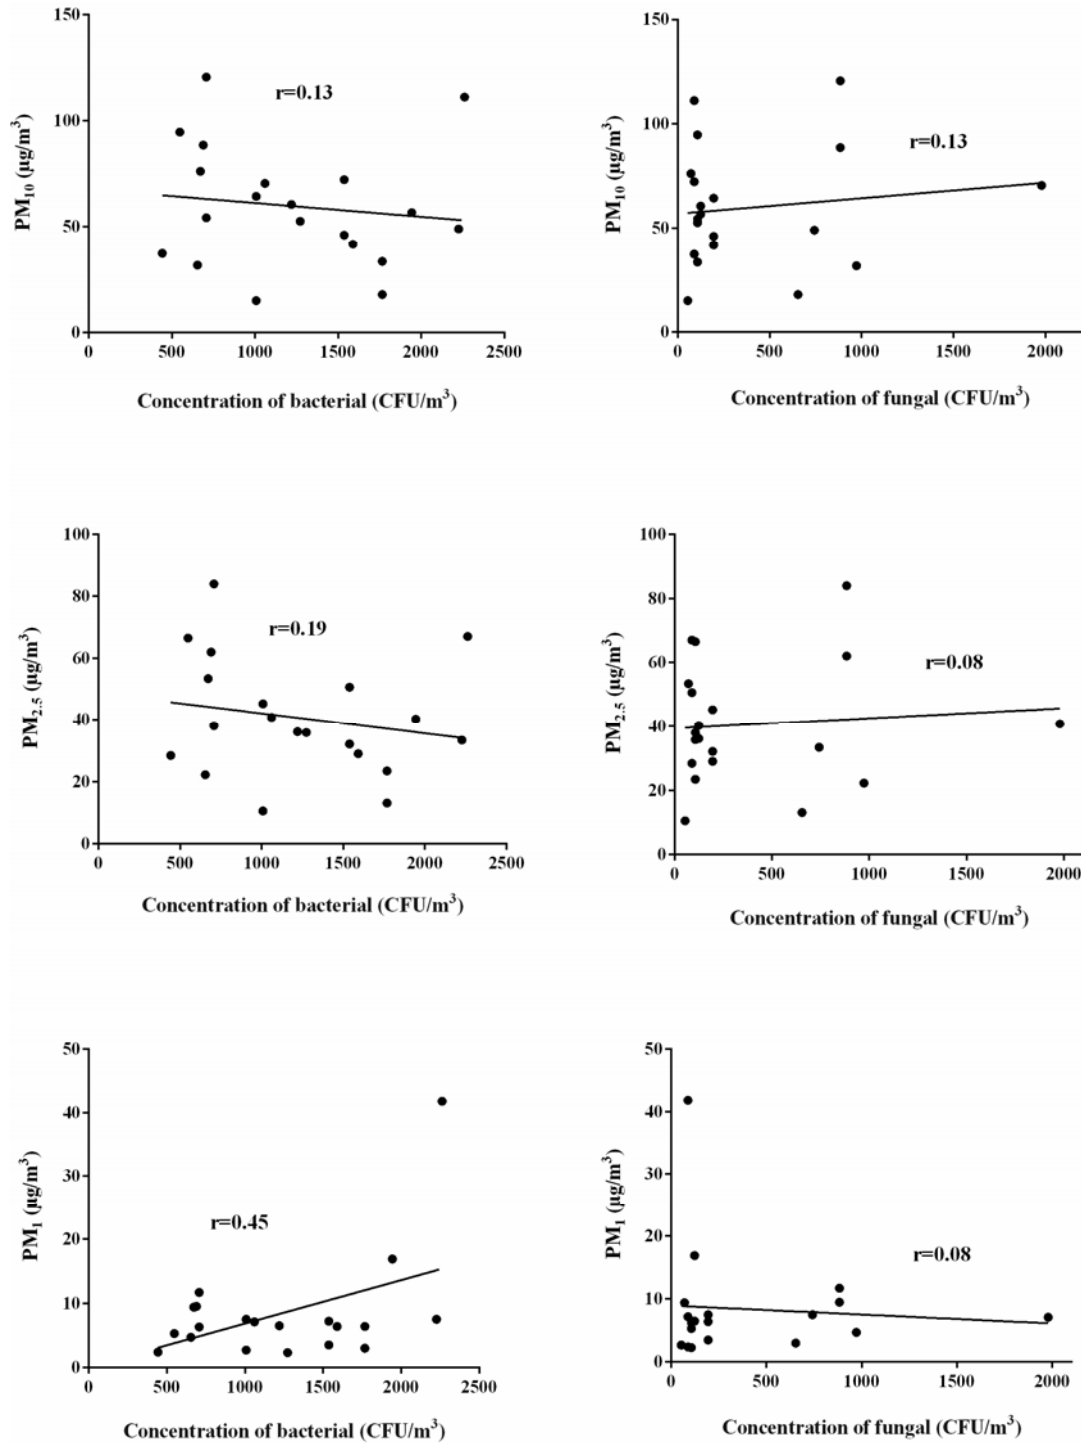 150
100
50
0
PM10 (µg/m3)
r=0.13
0 500 1000 1500 2000 2500
Concentration of bacterial (CFU/m3)
150
100
50
0
PM10 (µg/m3)
r=0.13
0 500 1000 1500 2000
Concentration of fungal (CFU/m3)
100
80
60
40
20
0
PM2.5 (µg/m3)
r=0.19
0 500 1000 1500 2000 2500
Concentration of bacterial (CFU/m3)
100
80
60
40
20
0
PM2.5 (µg/m3)
r=0.08
0 500 1000 1500 2000
Concentration of fungal (CFU/m3)
50
40
30
20
10
0
PM1 (µg/m3)
r=0.45
0 500 1000 1500 2000 2500
Concentration of bacterial (CFU/m3)
50
40
30
20
10
0
PM1 (µg/m3)
r=0.08
0 500 1000 1500 2000
Concentration of fungal (CFU/m3)